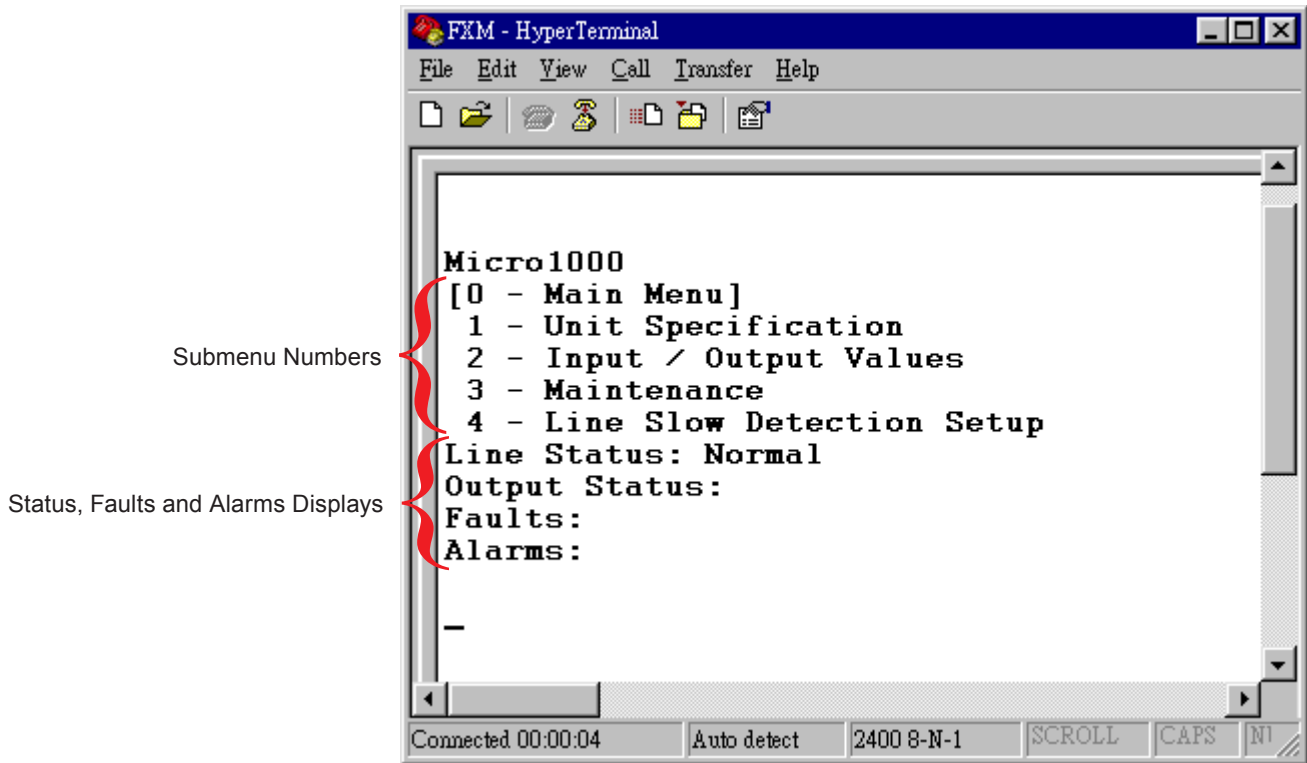 FXM - HyperTerminal
File Edit View Call Transfer Help
Micro1000
[0 - Main Menu]
1 - Unit Specification
2 - Input / Output Values
3 - Maintenance
4 - Line Slow Detection Setup
Line Status: Normal
Output Status:
Faults:
Alarms:
Submenu Numbers
Status, Faults and Alarms Displays
Connected 00:00:04 Auto detect 2400 8-N-1 SCROLL CAPS